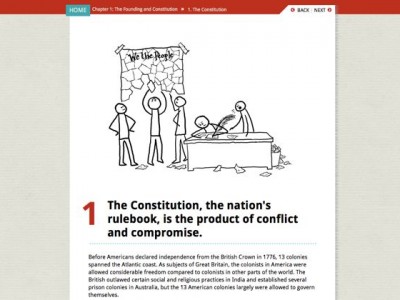 HOME Chapter 1: The Founding and Constitution » 1. The Constitution BACK NEXT
We the People
1 The Constitution, the nation's
rulebook, is the product of conflict
and compromise.
Before Americans declared independence from the British Crown in 1776, 13 colonies
spanned the Atlantic coast. As subjects of Great Britain, the colonists in America were
allowed considerable freedom compared to colonists in other parts of the world. The
British outlawed certain social and religious practices in India and established several
prison colonies in Australia, but the 13 American colonies largely were allowed to govern
themselves.